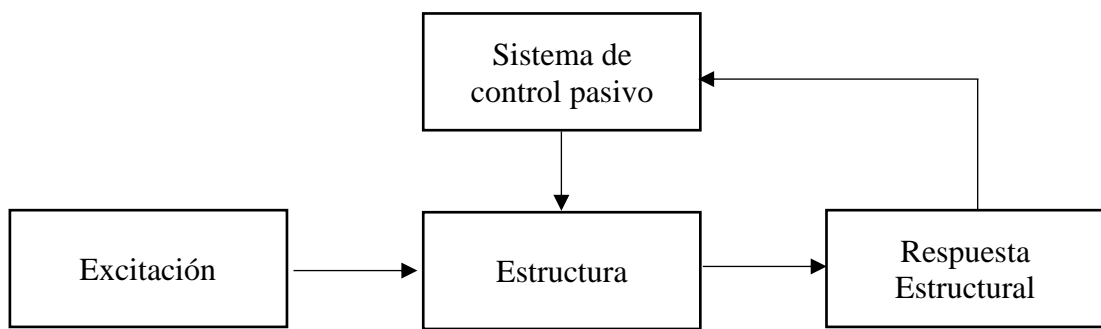 Sistema de
control pasivo
Excitación
Estructura
Respuesta
Estructural